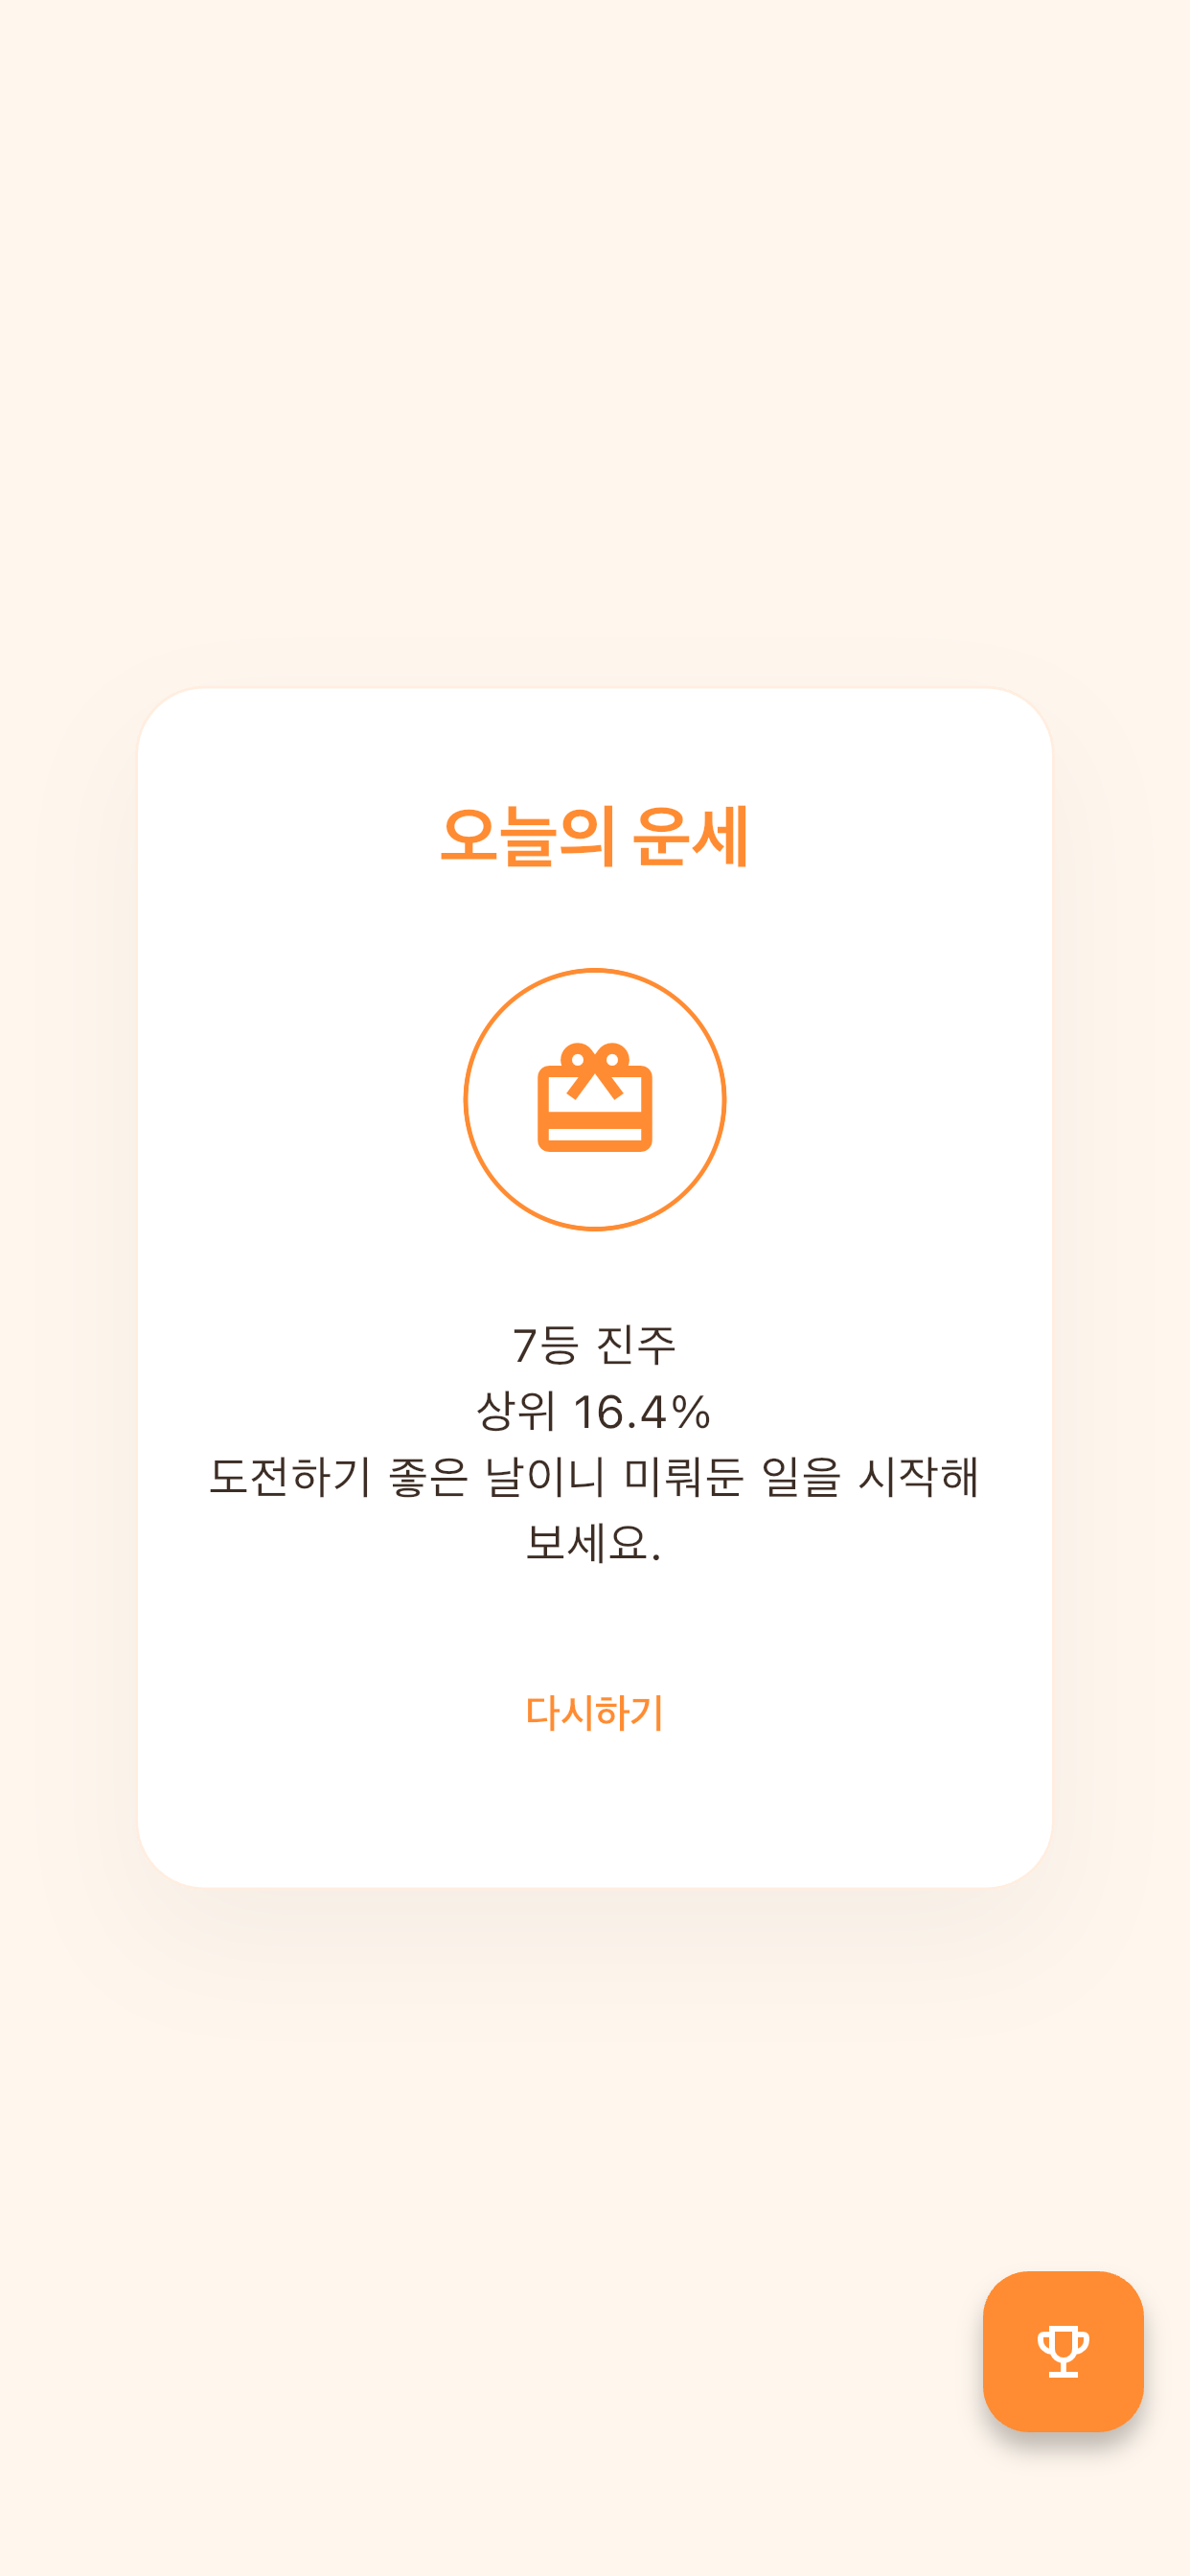 오늘의 운세
7등 진주
상위 16.4%
도전하기 좋은 날이니 미뤄둔 일을 시작해
보세요.
다시하기